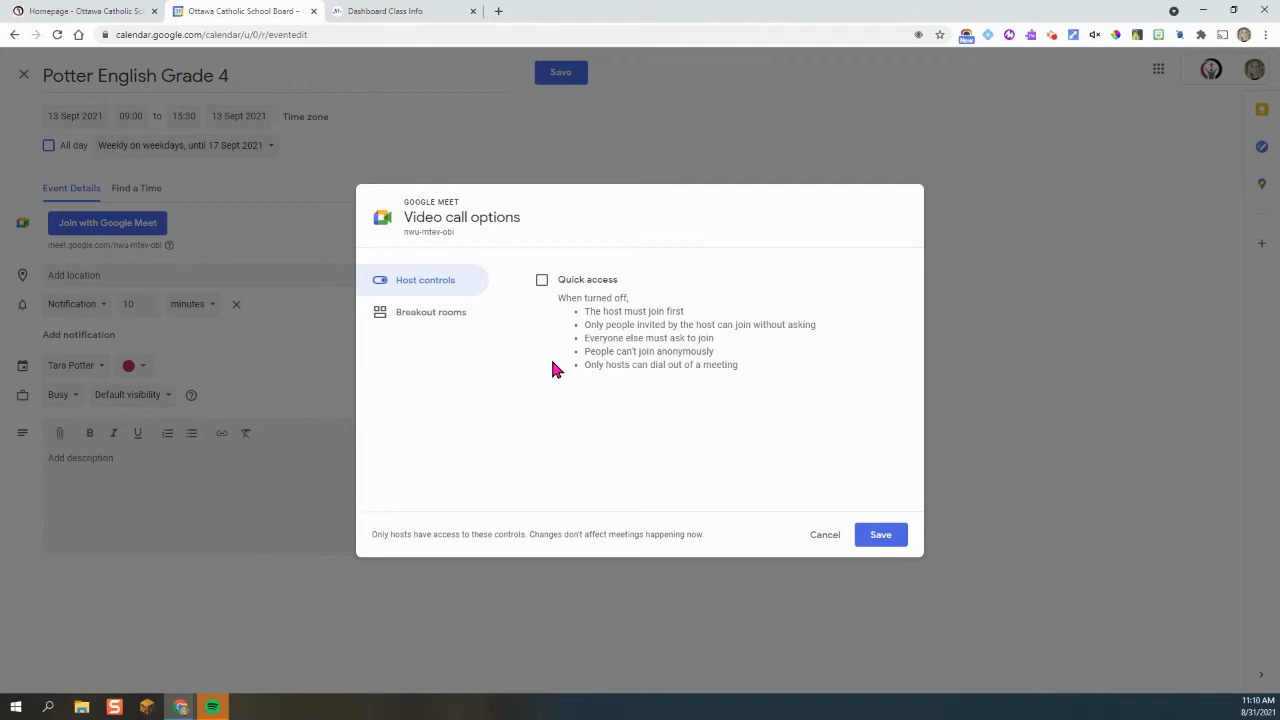 Homepage - Ottawa Catholic Sc
Ottawa Catholic School Board –
Dashboard Class Info
calendar.google.com/calendar/u/0/r/eventedit
New
Potter English Grade 4
Save
13 Sept 2021 09:00 to 15:30 13 Sept 2021 Time zone
All day Weekly on weekdays, until 17 Sept 2021
Event Details Find a Time
Join with Google Meet
meet.google.com/nwu-mtev-obi
Add location
Notification 10 minutes
Add notification
Tara Potter
Busy Default visibility
B I U
Add description
GOOGLE MEET
Video call options
nwu-mtev-obi
Host controls
Breakout rooms
Quick access
When turned off,
• The host must join first
• Only people invited by the host can join without asking
• Everyone else must ask to join
• People can't join anonymously
• Only hosts can dial out of a meeting
Only hosts have access to these controls. Changes don't affect meetings happening now.
Cancel Save
11:10 AM
8/31/2021